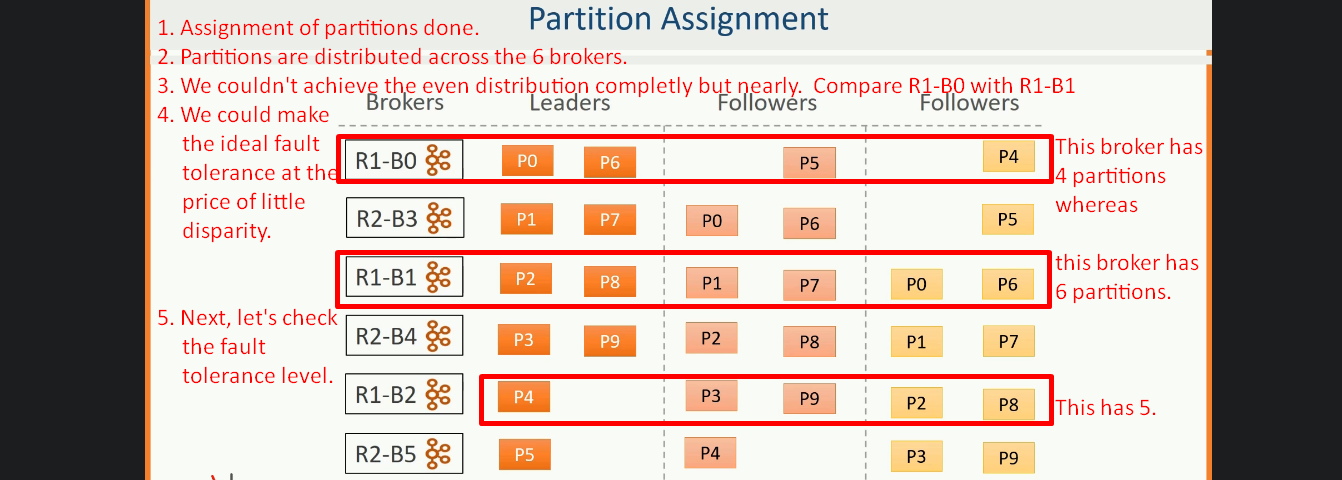 Partition Assignment
1. Assignment of partitions done.
2. Partitions are distributed across the 6 brokers.
3. We couldn't achieve the even distribution completly but nearly. Compare R1-B0 with R1-B1
4. We could make
the ideal fault
tolerance at the
price of little
disparity.
5. Next, let's check
the fault
tolerance level.
Brokers Leaders Followers Followers
R1-B0 P0 P6 P5 P4
This broker has
4 partitions
whereas
R2-B3 P1 P7 P0 P6 P5
R1-B1 P2 P8 P1 P7 P0 P6
this broker has
6 partitions.
R2-B4 P3 P9 P2 P8 P1 P7
R1-B2 P4 P3 P9 P2 P8
This has 5.
R2-B5 P5 P4 P3 P9